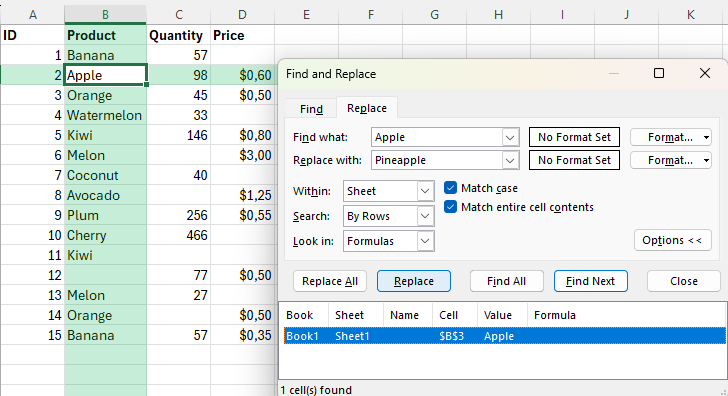 A B C D E F G H I J K
ID Product Quantity Price
1 Banana 57
2 Apple 98 $0,60
3 Orange 45 $0,50
4 Watermelon 33
5 Kiwi 146 $0,80
6 Melon $3,00
7 Coconut 40
8 Avocado $1,25
9 Plum 256 $0,55
10 Cherry 466
11 Kiwi
12 77 $0,50
13 Melon 27
14 Orange $0,50
15 Banana 57 $0,35
Find and Replace
Find Replace
Find what: Apple No Format Set Format...
Replace with: Pineapple No Format Set Format...
Within: Sheet Match case
Search: By Rows Match entire cell contents
Look in: Formulas Options <<
Replace All Replace Find All Find Next Close
Book Sheet Name Cell Value Formula
Book1 Sheet1 $B$3 Apple
1 cell(s) found